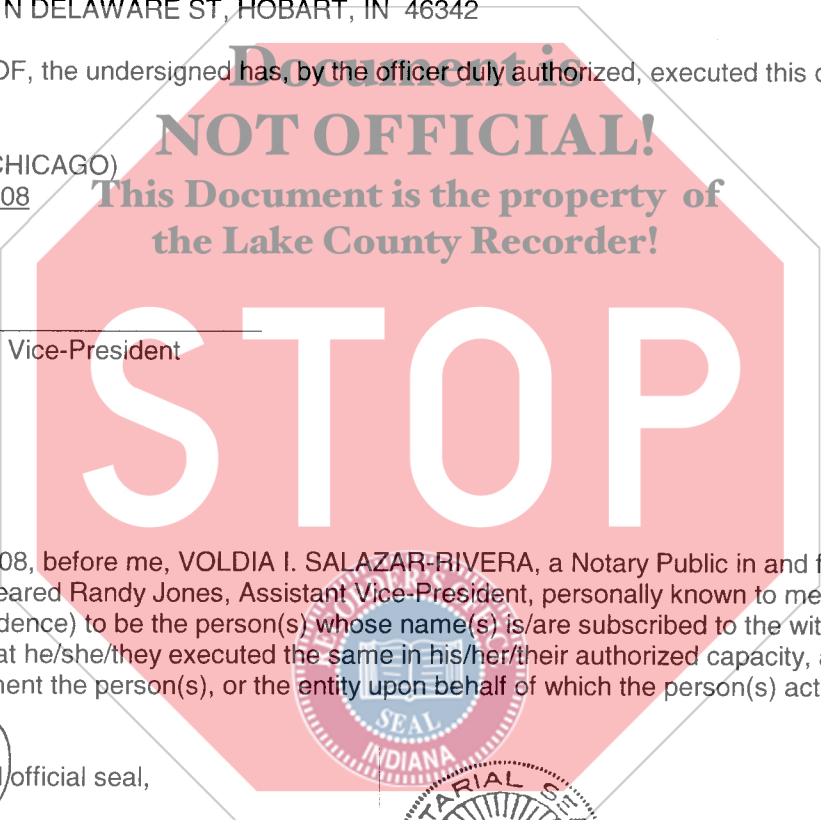 N DELAWARE ST, HOBART, IN 46342
Document is
OF, the undersigned has, by the officer duly authorized, executed this
NOT OFFICIAL!
CHICAGO)
This Document is the property of
08
the Lake County Recorder!
Vice-President
STOP
08, before me, VOLDIA I. SALAZAR-RIVERA, a Notary Public in and f
eared Randy Jones, Assistant Vice-President, personally known to me
dence) to be the person(s) whose name(s) is/are subscribed to the wit
at he/she/they executed the same in his/her/their authorized capacity,
ment the person(s), or the entity upon behalf of which the person(s) act
RECORDER'S OFFICE
SEAL
INDIANA
official seal,
TARIAL SE